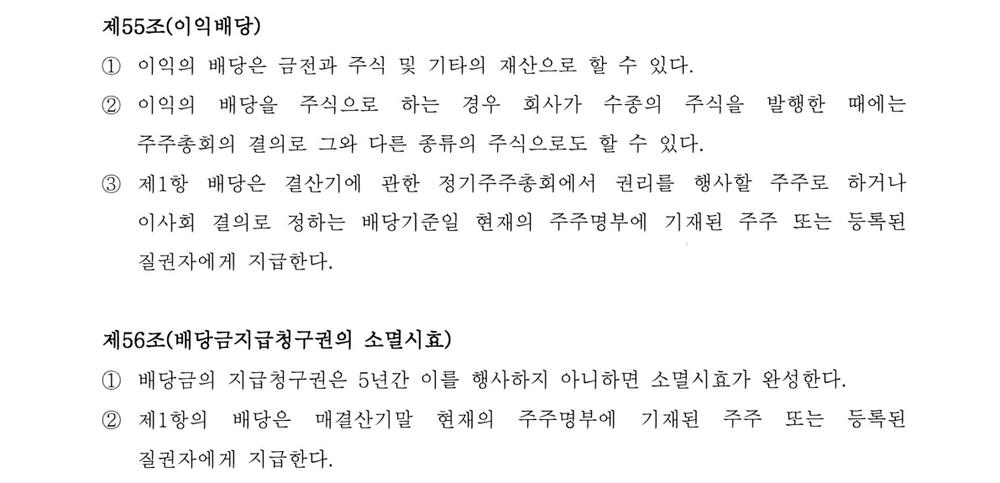 제55조(이익배당)
① 이익의 배당은 금전과 주식 및 기타의 재산으로 할 수 있다.
② 이익의 배당을 주식으로 하는 경우 회사가 수종의 주식을 발행한 때에는
주주총회의 결의로 그와 다른 종류의 주식으로도 할 수 있다.
③ 제1항 배당은 결산기에 관한 정기주주총회에서 권리를 행사할 주주로 하거나
이사회 결의로 정하는 배당기준일 현재의 주주명부에 기재된 주주 또는 등록된
질권자에게 지급한다.
제56조(배당금지급청구권의 소멸시효)
① 배당금의 지급청구권은 5년간 이를 행사하지 아니하면 소멸시효가 완성한다.
② 제1항의 배당은 매결산기말 현재의 주주명부에 기재된 주주 또는 등록된
질권자에게 지급한다.